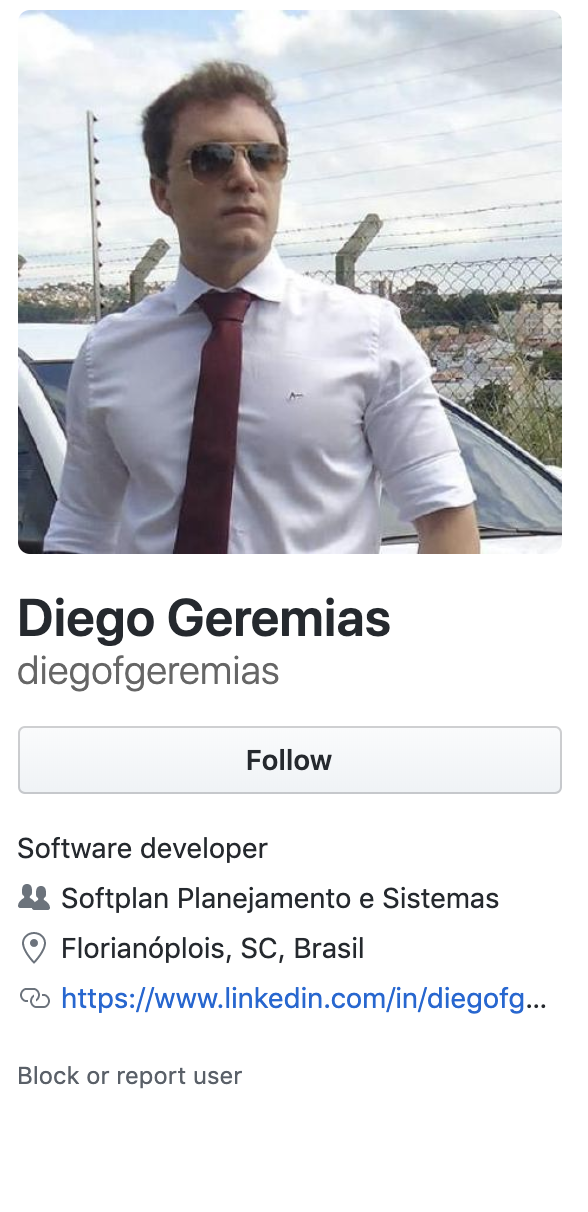 Diego Geremias
diegofgeremias
Follow
Software developer
Softplan Planejamento e Sistemas
Florianóplois, SC, Brasil
https://www.linkedin.com/in/diegofg...
Block or report user